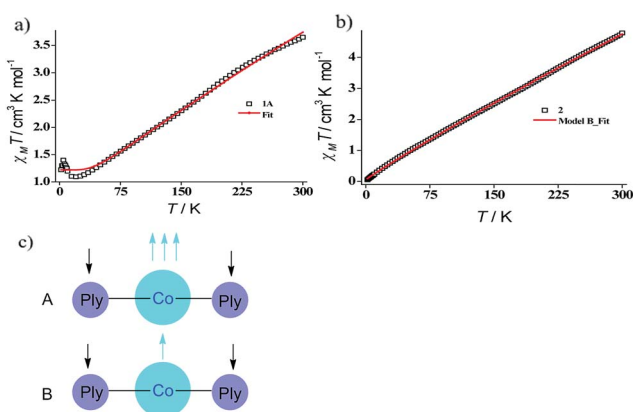 a)
3.5
3.0
2.5
2.0
1.5
1.0
0
75
150
225
300
χ_M T / cm³ K mol⁻¹
T / K
1A
Fit
b)
4
3
2
1
0
0
75
150
225
300
χ_M T / cm³ K mol⁻¹
T / K
2
Model B_Fit
c)
A Ply Co Ply
B Ply Co Ply